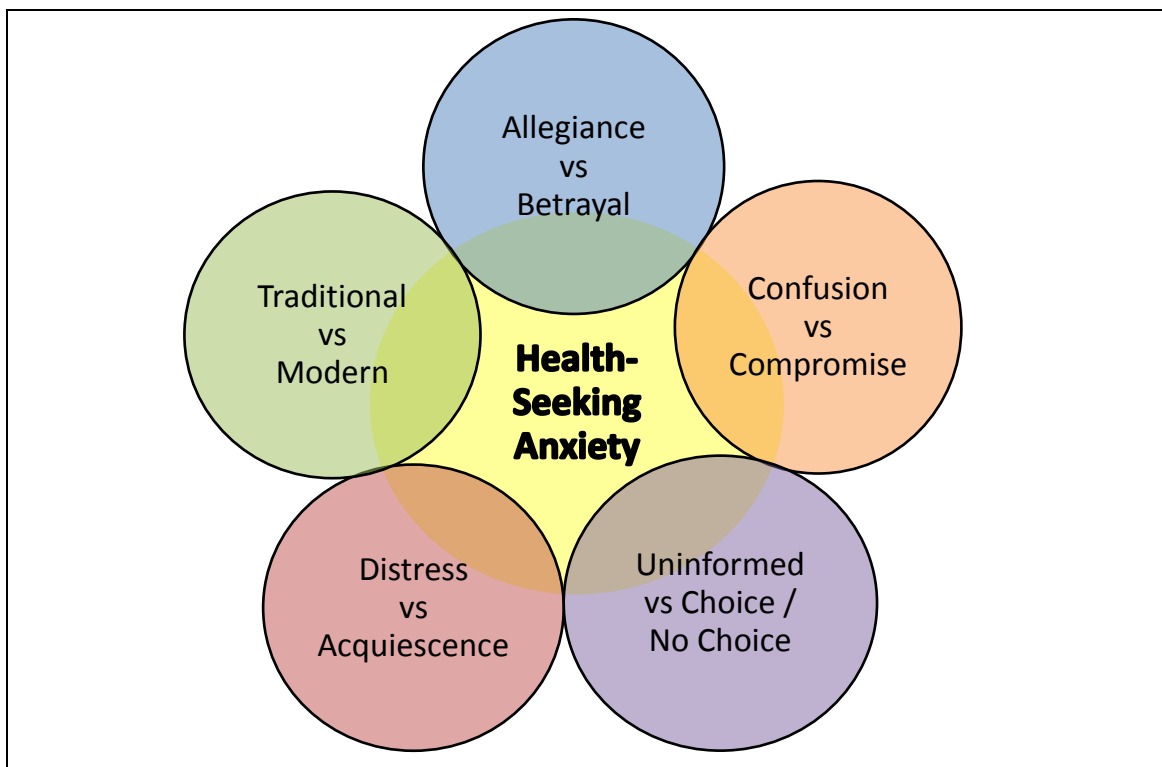 Allegiance
vs
Betrayal
Confusion
vs
Compromise
Traditional
vs
Modern
Health-
Seeking
Anxiety
Distress
vs
Acquiescence
Uninformed
vs Choice /
No Choice